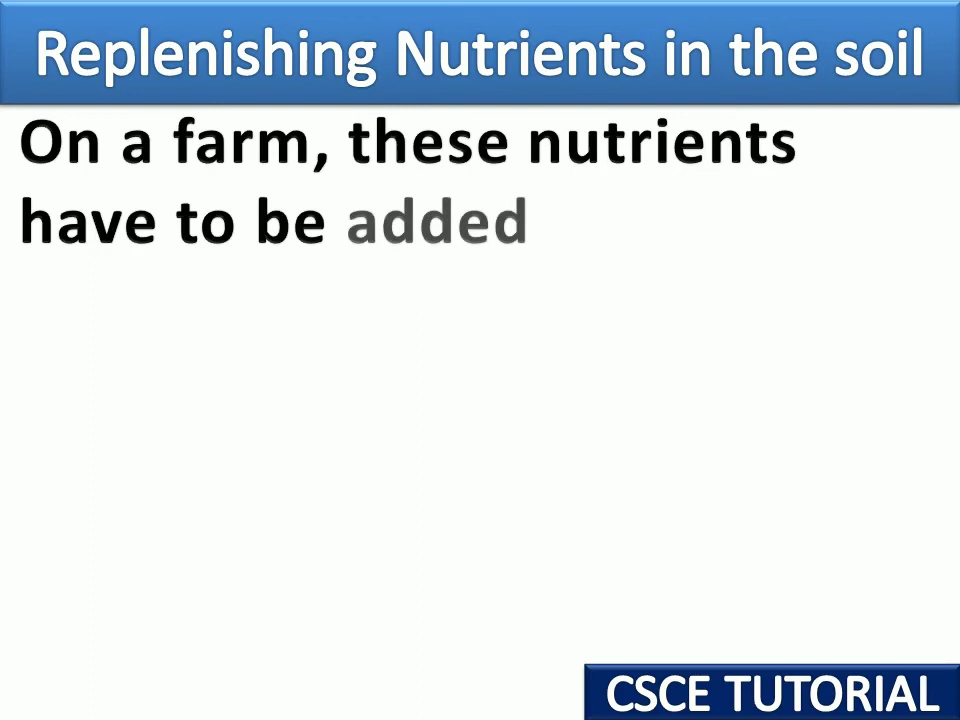 Replenishing Nutrients in the soil
On a farm, these nutrients
have to be added
CSCE TUTORIAL